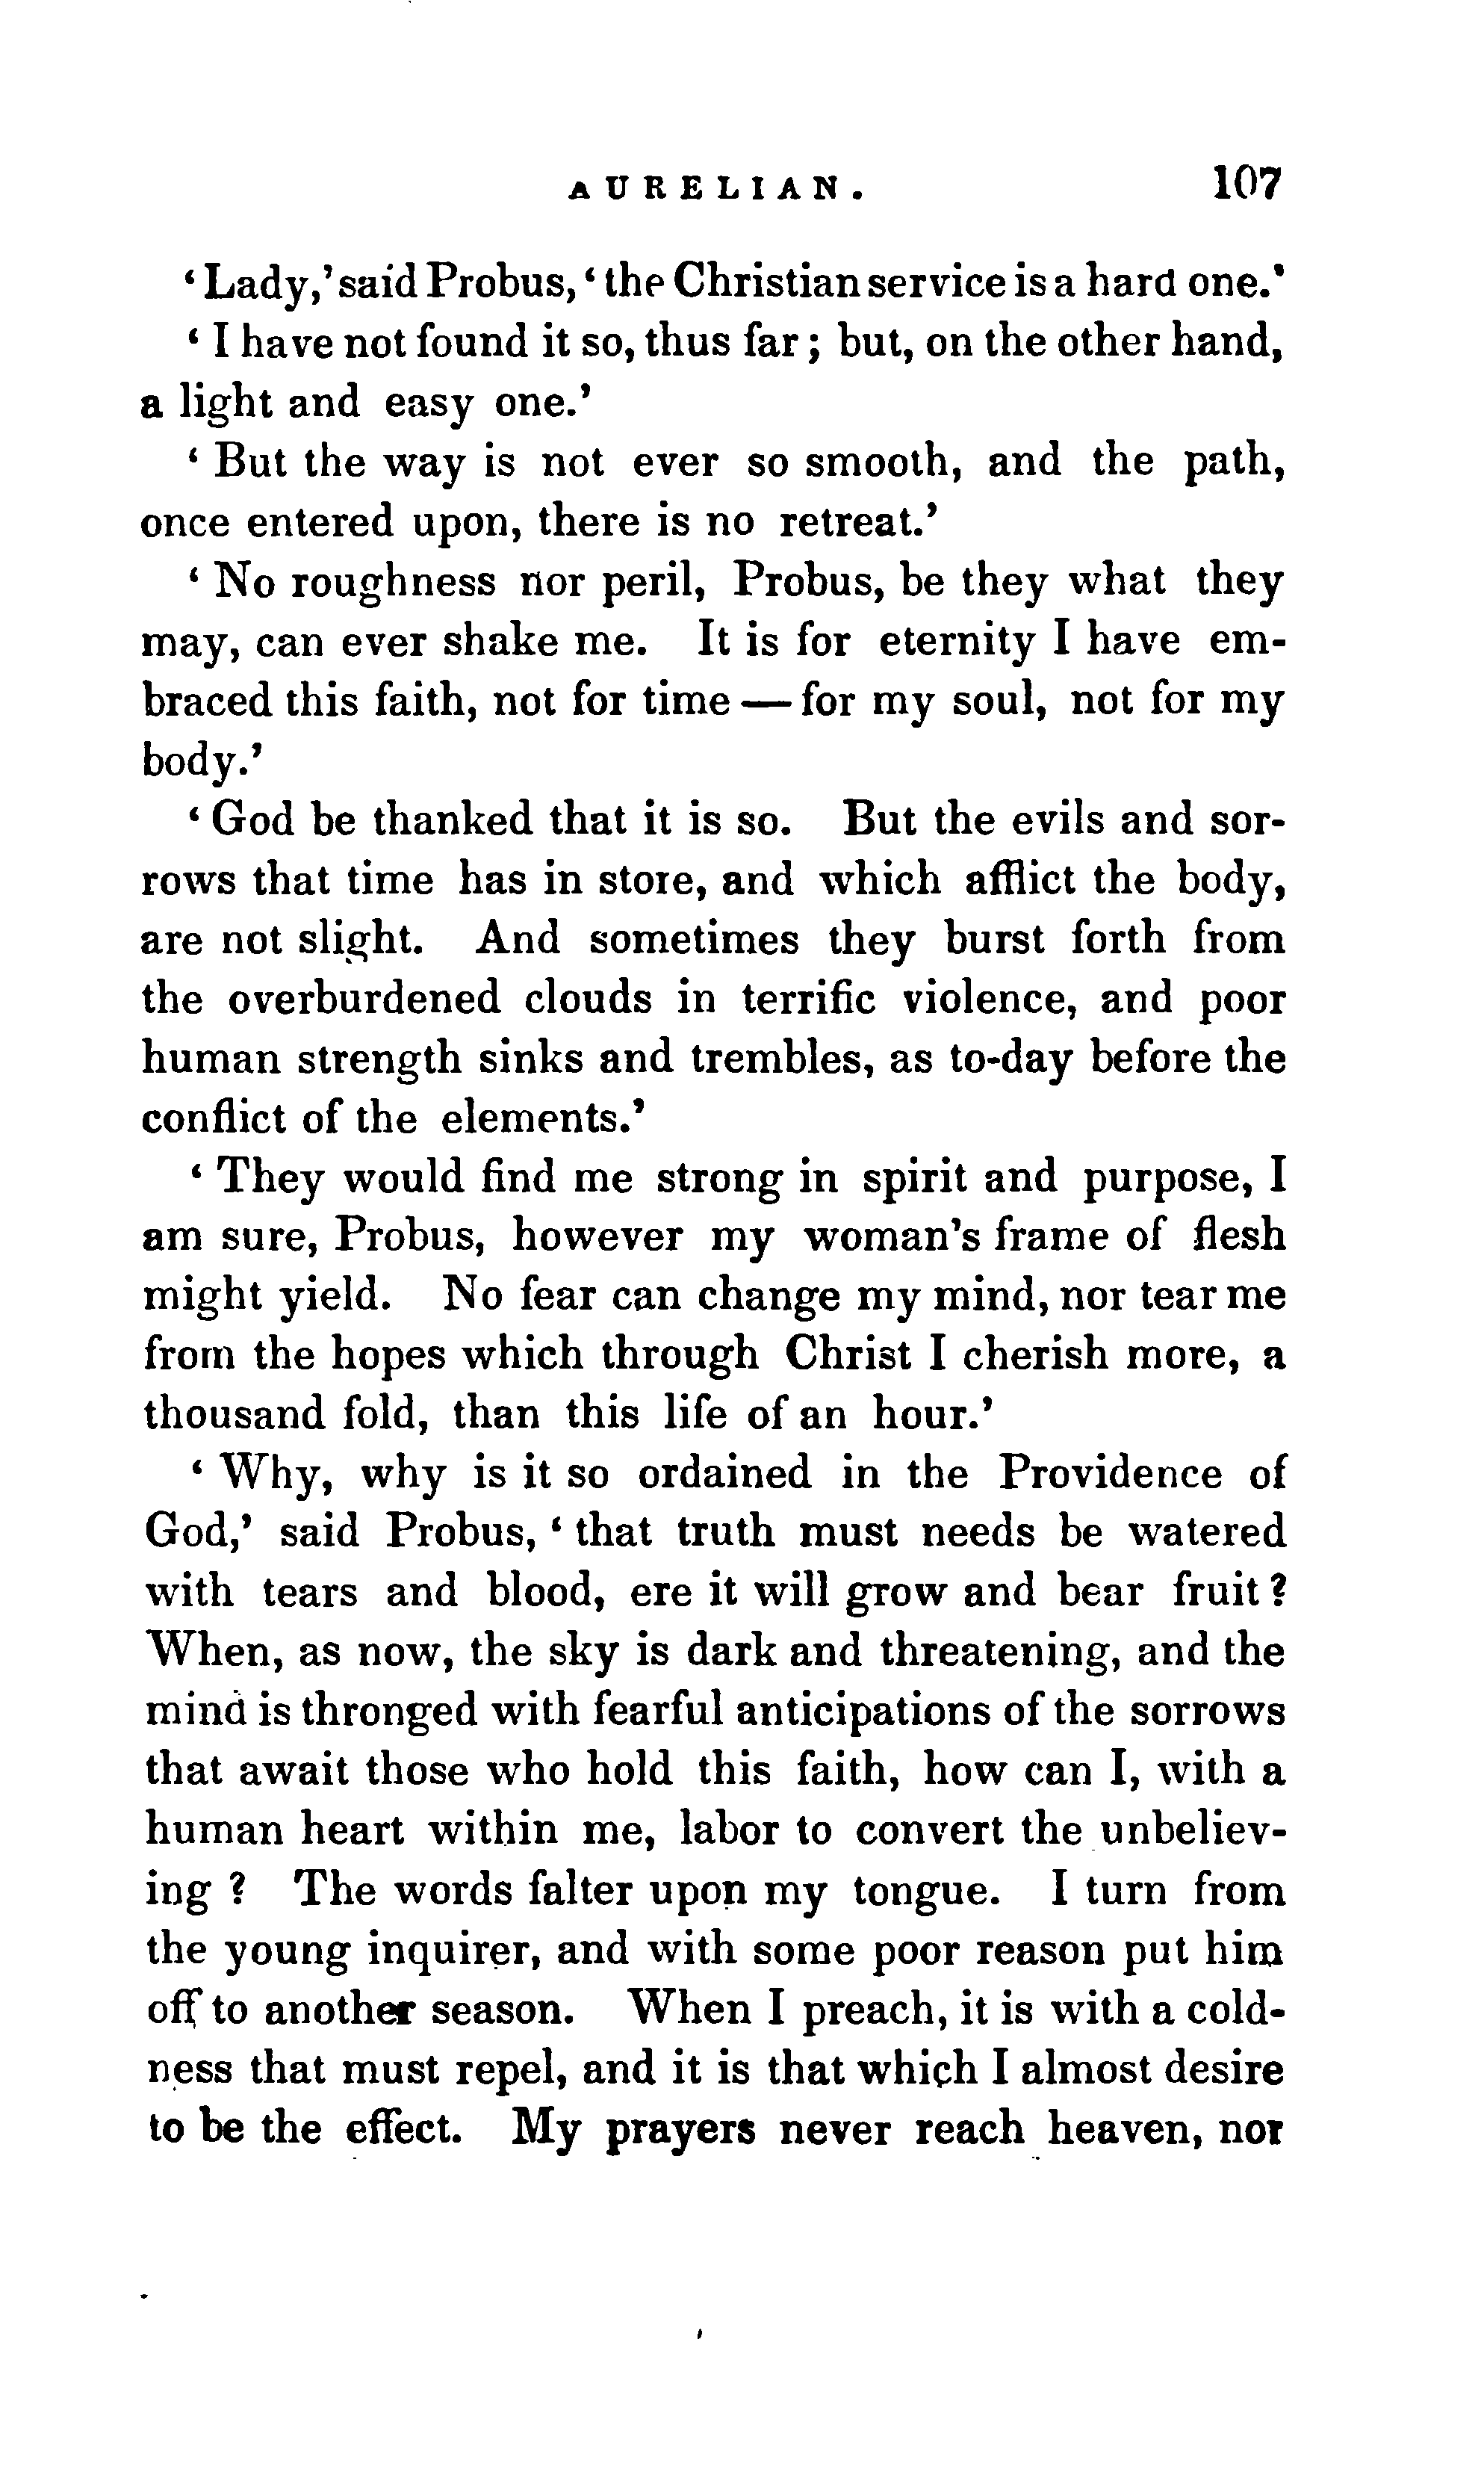 AURELIAN. 107
‘ Lady,’ said Probus, ‘ the Christian service is a hard one.’
‘ I have not found it so, thus far ; but, on the other hand,
a light and easy one.’
‘ But the way is not ever so smooth, and the path,
once entered upon, there is no retreat.’
‘ No roughness nor peril, Probus, be they what they
may, can ever shake me. It is for eternity I have em-
braced this faith, not for time — for my soul, not for my
body.’
‘ God be thanked that it is so. But the evils and sor-
rows that time has in store, and which afflict the body,
are not slight. And sometimes they burst forth from
the overburdened clouds in terrific violence, and poor
human strength sinks and trembles, as to-day before the
conflict of the elements.’
‘ They would find me strong in spirit and purpose, I
am sure, Probus, however my woman's frame of flesh
might yield. No fear can change my mind, nor tear me
from the hopes which through Christ I cherish more, a
thousand fold, than this life of an hour.’
‘ Why, why is it so ordained in the Providence of
God,’ said Probus, ‘ that truth must needs be watered
with tears and blood, ere it will grow and bear fruit ?
When, as now, the sky is dark and threatening, and the
mind is thronged with fearful anticipations of the sorrows
that await those who hold this faith, how can I, with a
human heart within me, labor to convert the unbeliev-
ing ? The words falter upon my tongue. I turn from
the young inquirer, and with some poor reason put him
off to another season. When I preach, it is with a cold-
ness that must repel, and it is that which I almost desire
to be the effect. My prayers never reach heaven, nor